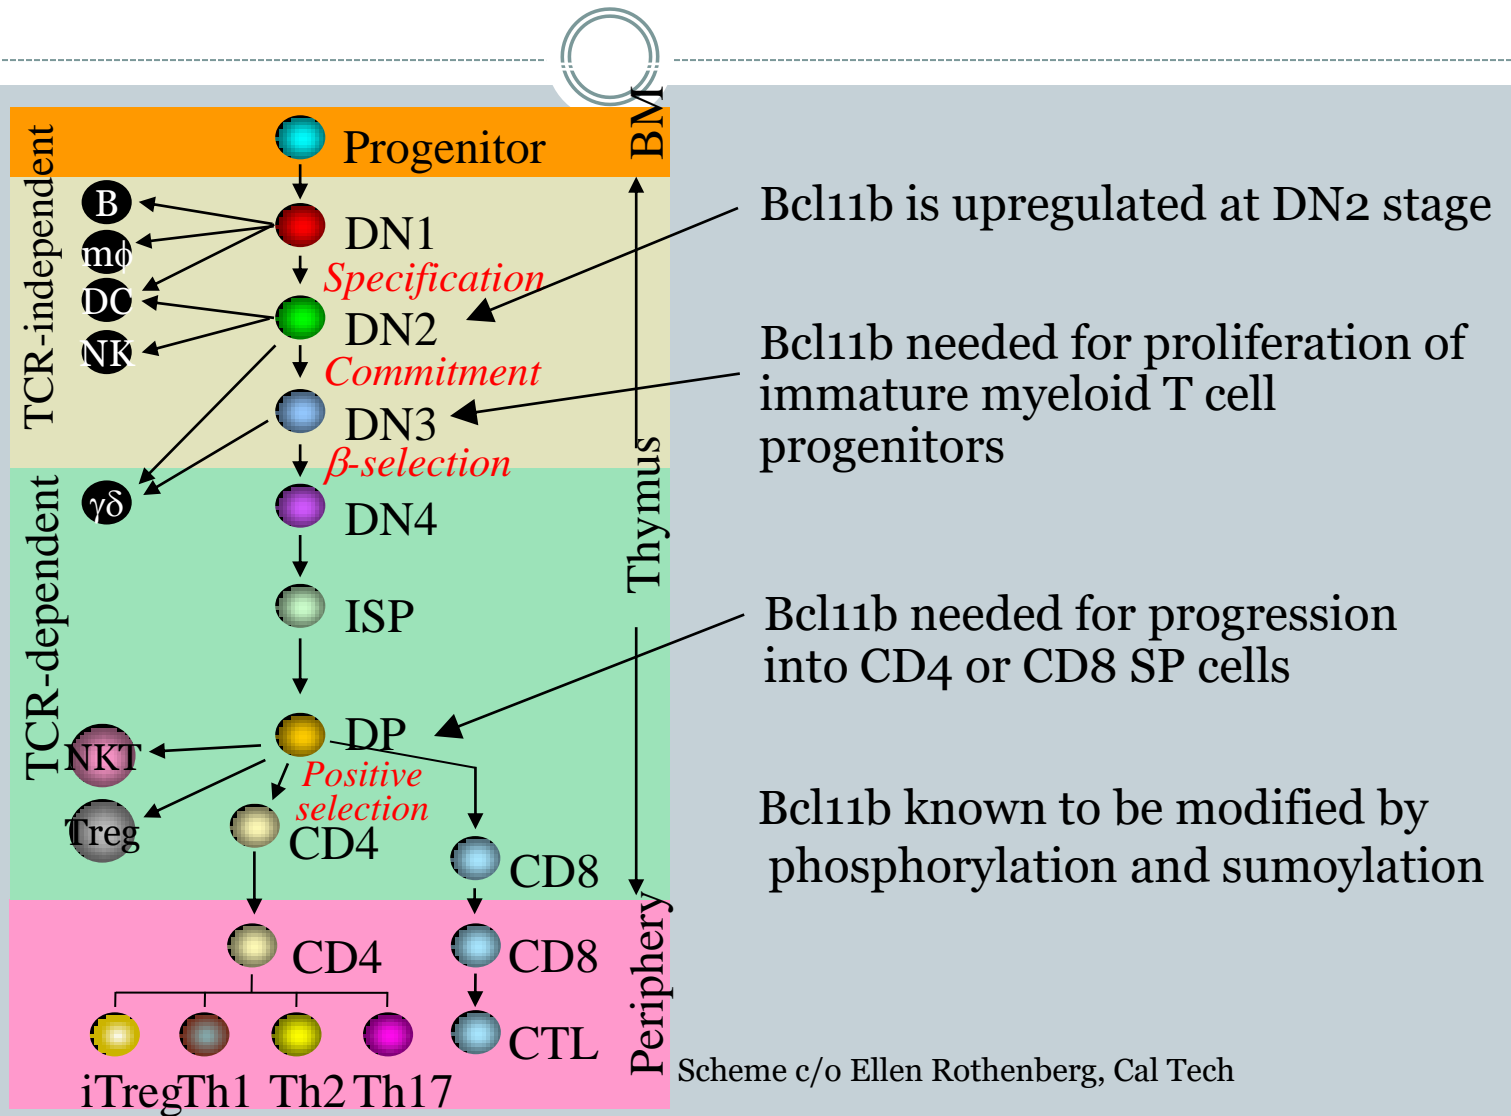 BM
Progenitor
TCR-independent
B
mϕ
DC
NK
DN1
Specification
DN2
Commitment
DN3
β-selection
Thymus
TCR-dependent
γδ
DN4
ISP
DP
NKT
Treg
Positive
selection
CD4
CD8
Periphery
CD4
CD8
CTL
iTreg Th1 Th2 Th17
Bcl11b is upregulated at DN2 stage
Bcl11b needed for proliferation of
immature myeloid T cell
progenitors
Bcl11b needed for progression
into CD4 or CD8 SP cells
Bcl11b known to be modified by
phosphorylation and sumoylation
Scheme c/o Ellen Rothenberg, Cal Tech